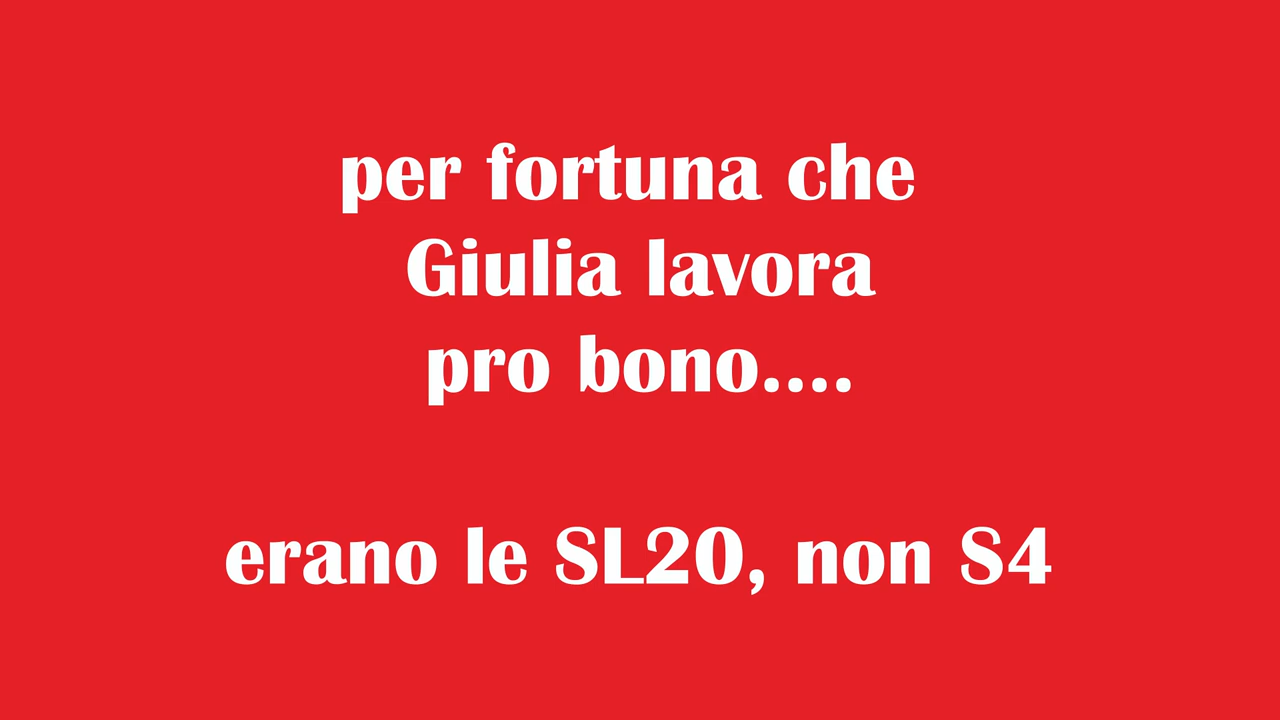 per fortuna che
Giulia lavora
pro bono....
erano le SL20, non S4